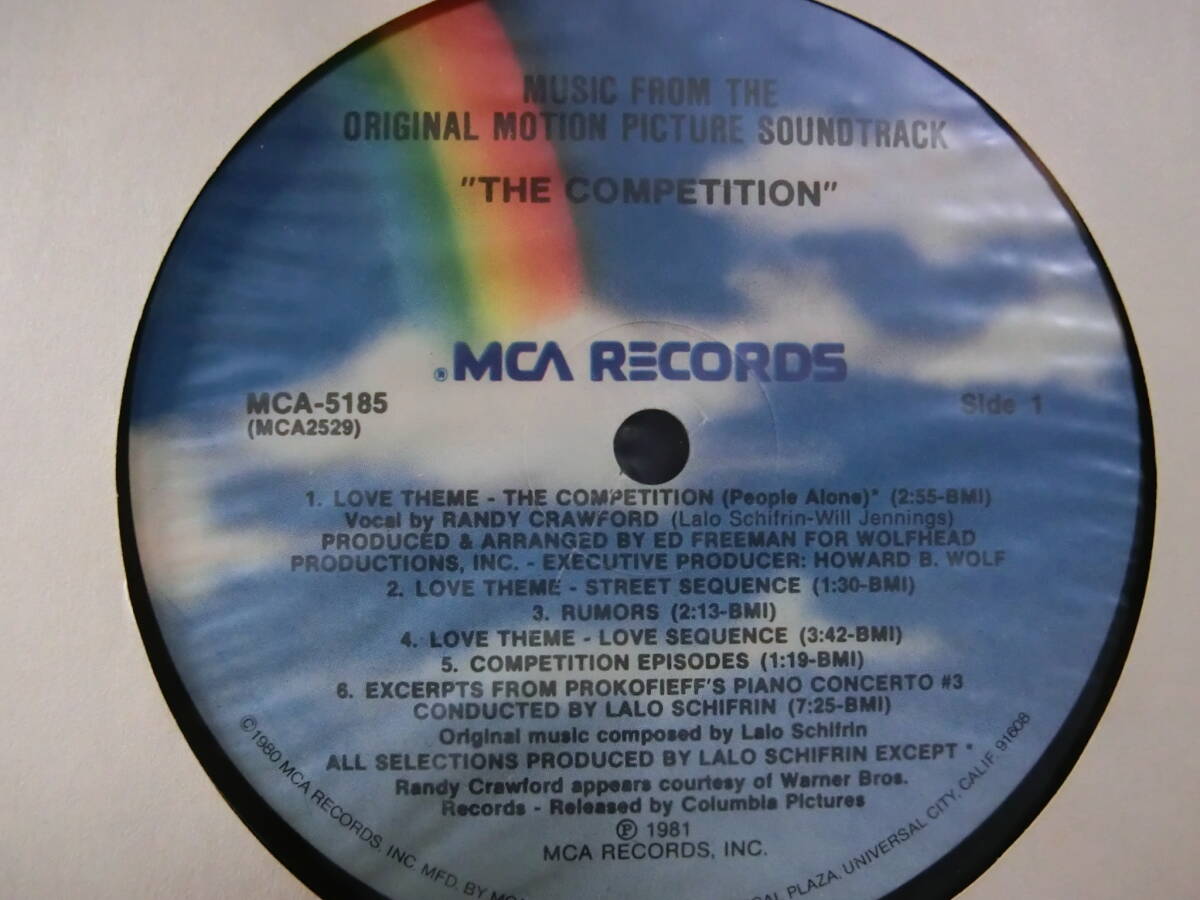 MUSIC FROM THE
ORIGINAL MOTION PICTURE SOUNDTRACK
"THE COMPETITION"
® MCA RECORDS
MCA-5185
(MCA2529)
Side 1
1. LOVE THEME - THE COMPETITION (People Alone)* (2:55-BMI)
Vocal by RANDY CRAWFORD (Lalo Schifrin-Will Jennings)
PRODUCED & ARRANGED BY ED FREEMAN FOR WOLFHEAD
PRODUCTIONS, INC. - EXECUTIVE PRODUCER: HOWARD B. WOLF
2. LOVE THEME - STREET SEQUENCE (1:30-BMI)
3. RUMORS (2:13-BMI)
4. LOVE THEME - LOVE SEQUENCE (3:42-BMI)
5. COMPETITION EPISODES (1:19-BMI)
6. EXCERPTS FROM PROKOFIEFF'S PIANO CONCERTO #3
CONDUCTED BY LALO SCHIFRIN (7:25-BMI)
Original music composed by Lalo Schifrin
ALL SELECTIONS PRODUCED BY LALO SCHIFRIN EXCEPT *
Randy Crawford appears courtesy of Warner Bros.
Records - Released by Columbia Pictures
℗ 1981
MCA RECORDS, INC.
©1980 MCA RECORDS, INC. MFD. BY PLAZA, UNIVERSAL CITY, CALIF. 91608